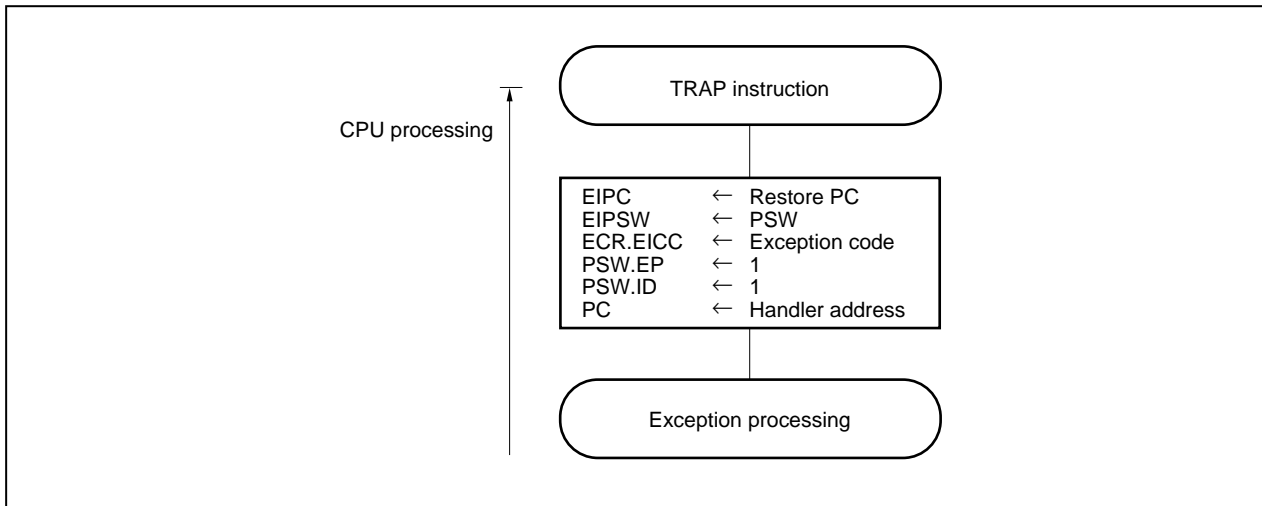 TRAP instruction
CPU processing
EIPC ← Restore PC
EIPSW ← PSW
ECR.EICC ← Exception code
PSW.EP ← 1
PSW.ID ← 1
PC ← Handler address
Exception processing